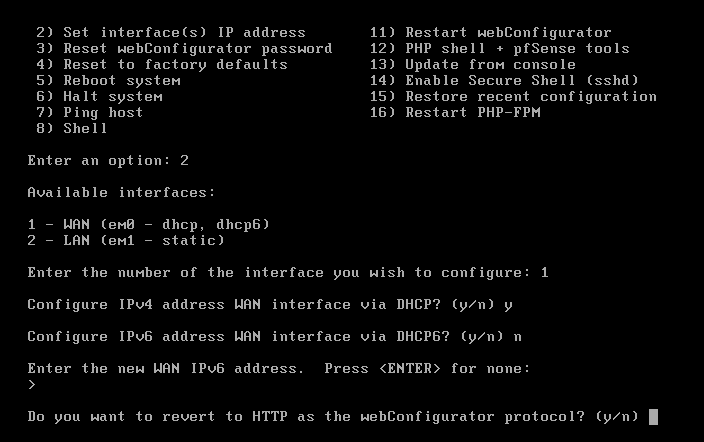 2) Set interface(s) IP address        11) Restart webConfigurator
3) Reset webConfigurator password     12) PHP shell + pfSense tools
4) Reset to factory defaults          13) Update from console
5) Reboot system                      14) Enable Secure Shell (sshd)
6) Halt system                        15) Restore recent configuration
7) Ping host                          16) Restart PHP-FPM
8) Shell
Enter an option: 2
Available interfaces:
1 - WAN (em0 - dhcp, dhcp6)
2 - LAN (em1 - static)
Enter the number of the interface you wish to configure: 1
Configure IPv4 address WAN interface via DHCP? (y/n) y
Configure IPv6 address WAN interface via DHCP6? (y/n) n
Enter the new WAN IPv6 address.  Press <ENTER> for none:
>
Do you want to revert to HTTP as the webConfigurator protocol? (y/n)